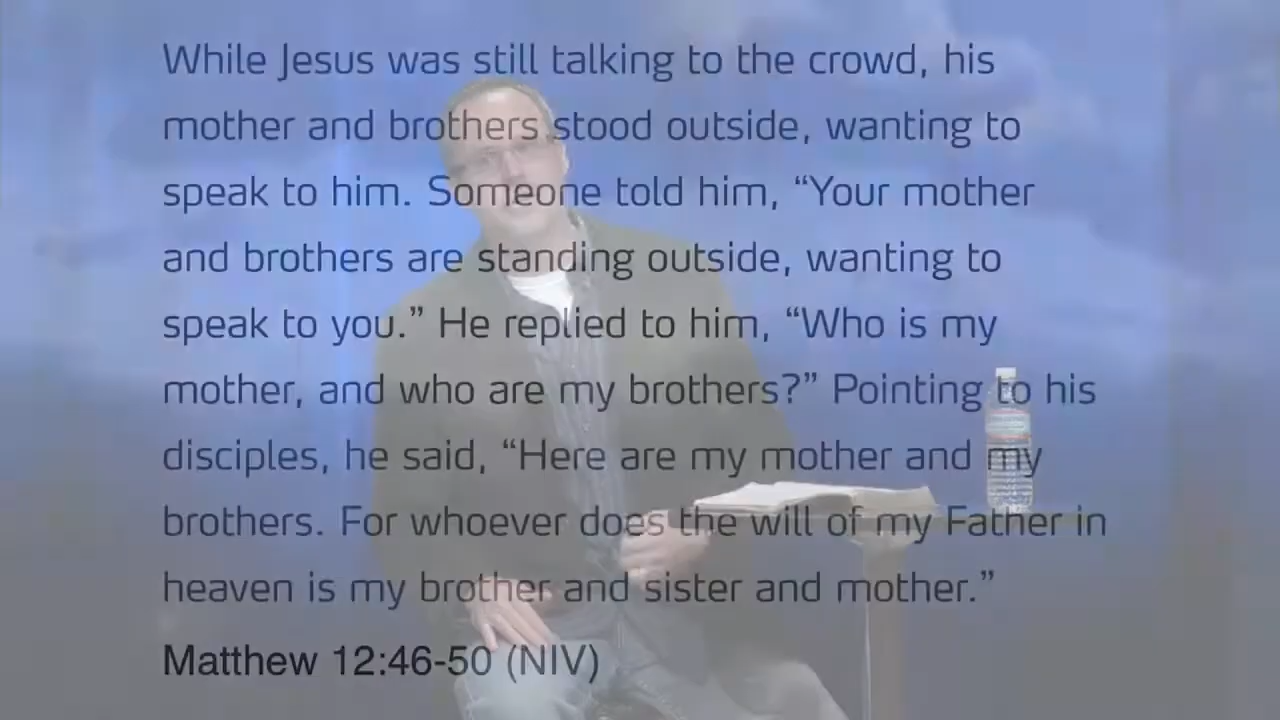 While Jesus was still talking to the crowd, his
mother and brothers stood outside, wanting to
speak to him. Someone told him, “Your mother
and brothers are standing outside, wanting to
speak to you.” He replied to him, “Who is my
mother, and who are my brothers?” Pointing to his
disciples, he said, “Here are my mother and my
brothers. For whoever does the will of my Father in
heaven is my brother and sister and mother.”
Matthew 12:46-50 (NIV)